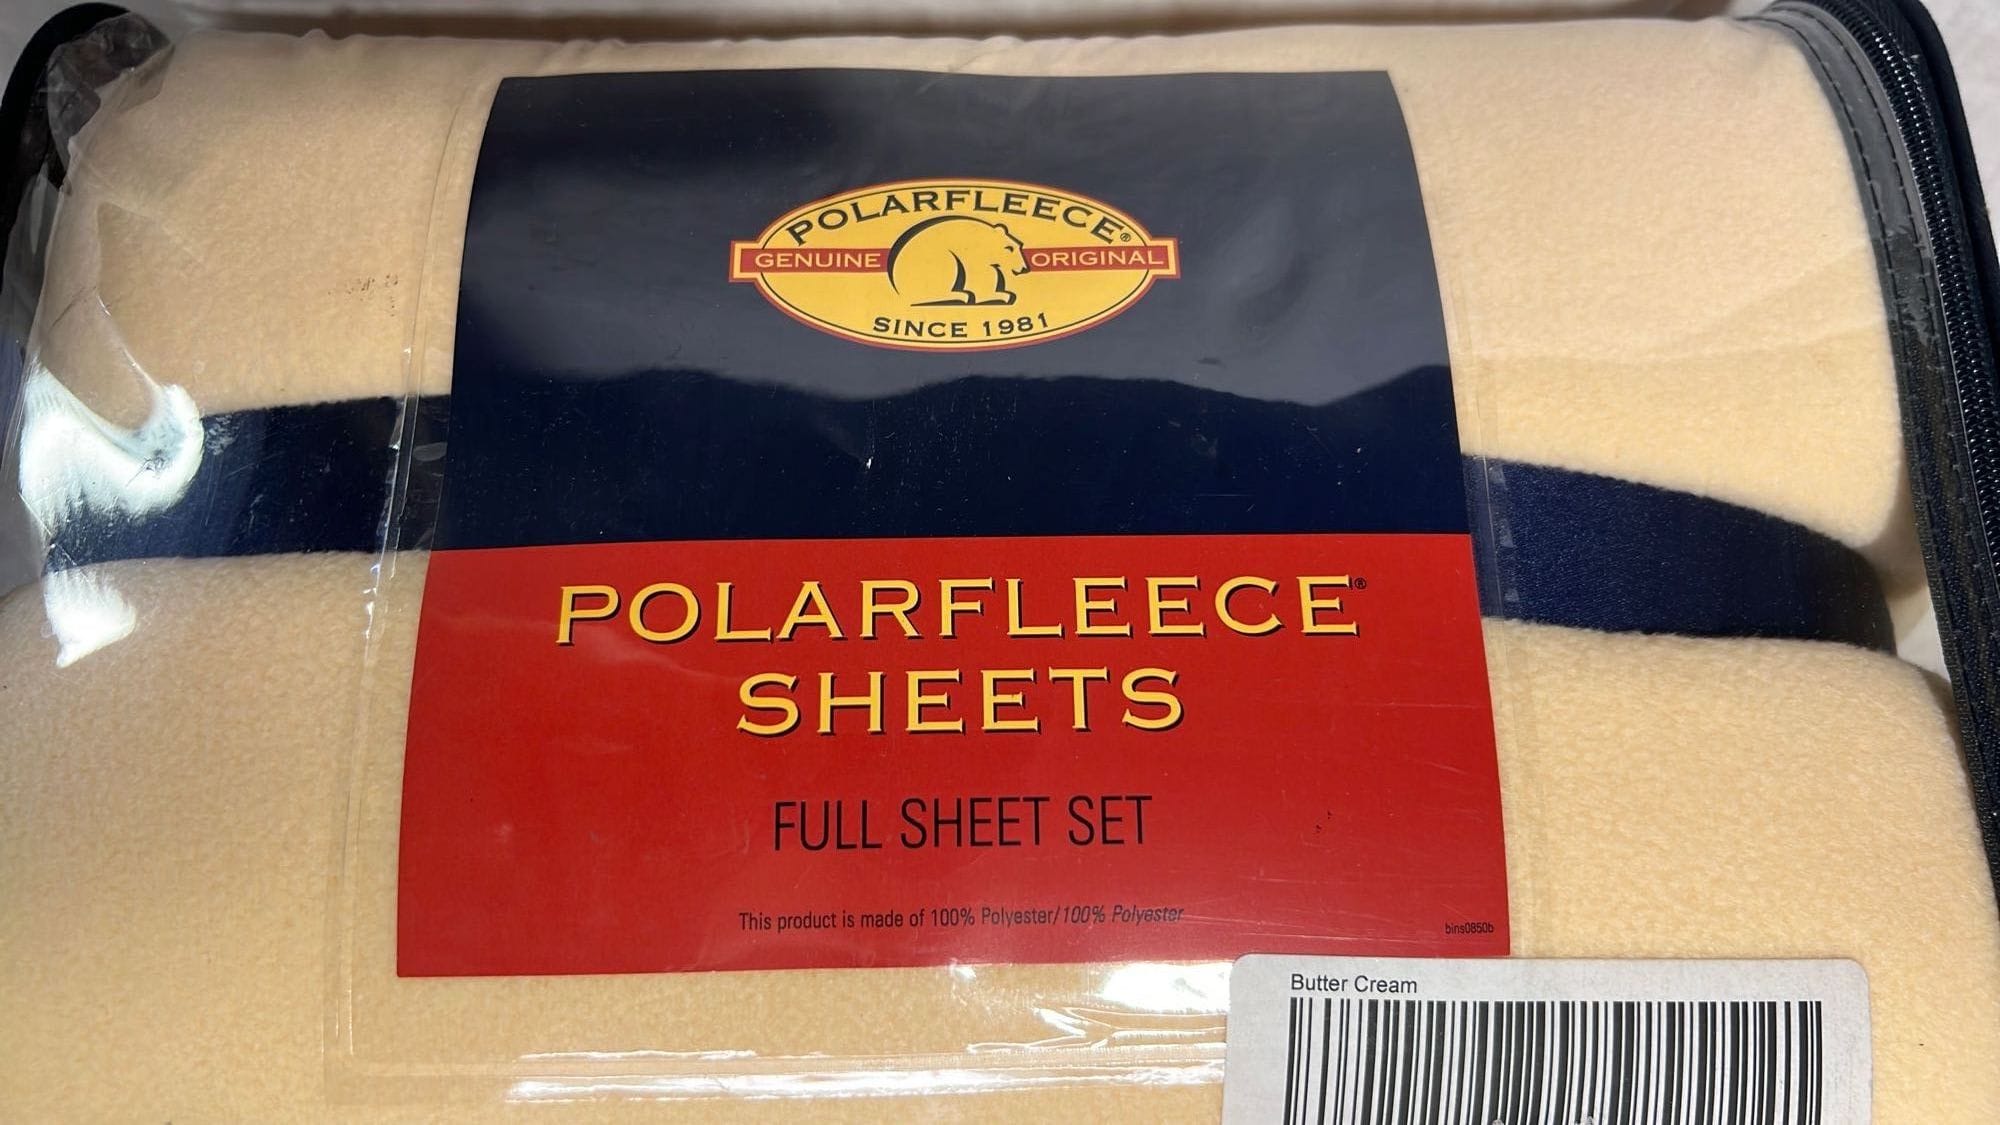 POLARFLEECE®
GENUINE ORIGINAL
SINCE 1981
POLARFLEECE®
SHEETS
FULL SHEET SET
This product is made of 100% Polyester/100% Polyester
bins0850b
Butter Cream